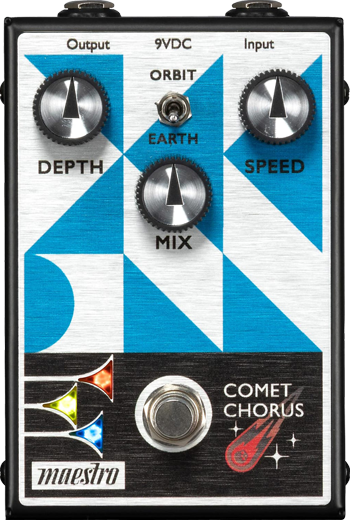 Output 9VDC Input
ORBIT
EARTH
DEPTH SPEED
MIX
COMET
CHORUS
maestro